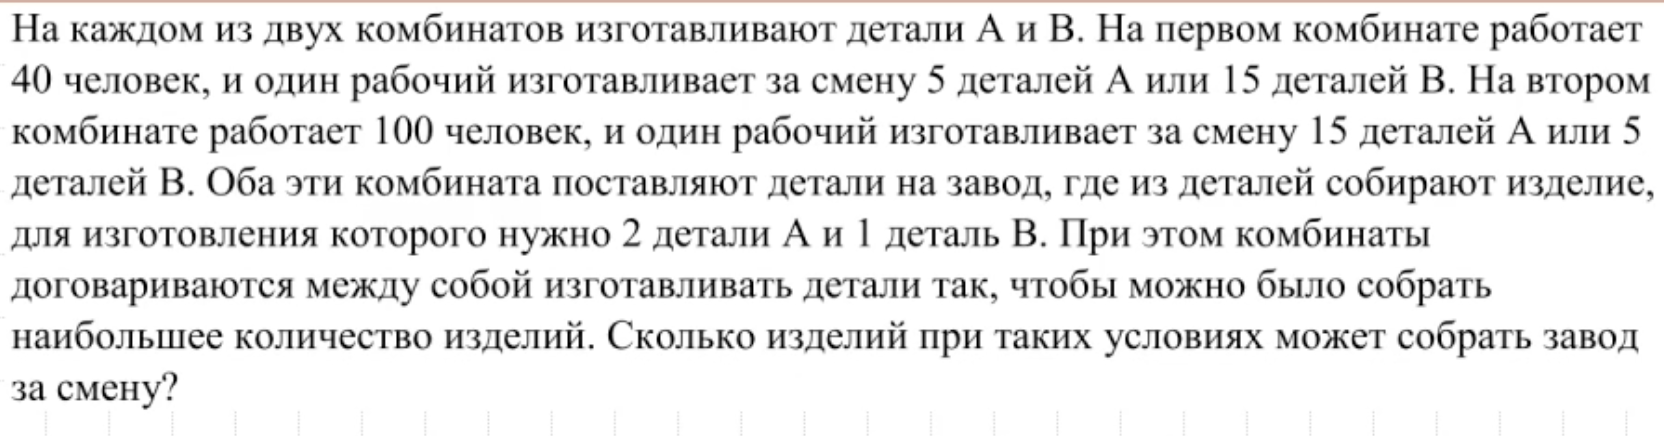 На каждом из двух комбинатов изготавливают детали А и В. На первом комбинате работает
40 человек, и один рабочий изготавливает за смену 5 деталей А или 15 деталей В. На втором
комбинате работает 100 человек, и один рабочий изготавливает за смену 15 деталей А или 5
деталей В. Оба эти комбината поставляют детали на завод, где из деталей собирают изделие,
для изготовления которого нужно 2 детали А и 1 деталь В. При этом комбинаты
договариваются между собой изготавливать детали так, чтобы можно было собрать
наибольшее количество изделий. Сколько изделий при таких условиях может собрать завод
за смену?